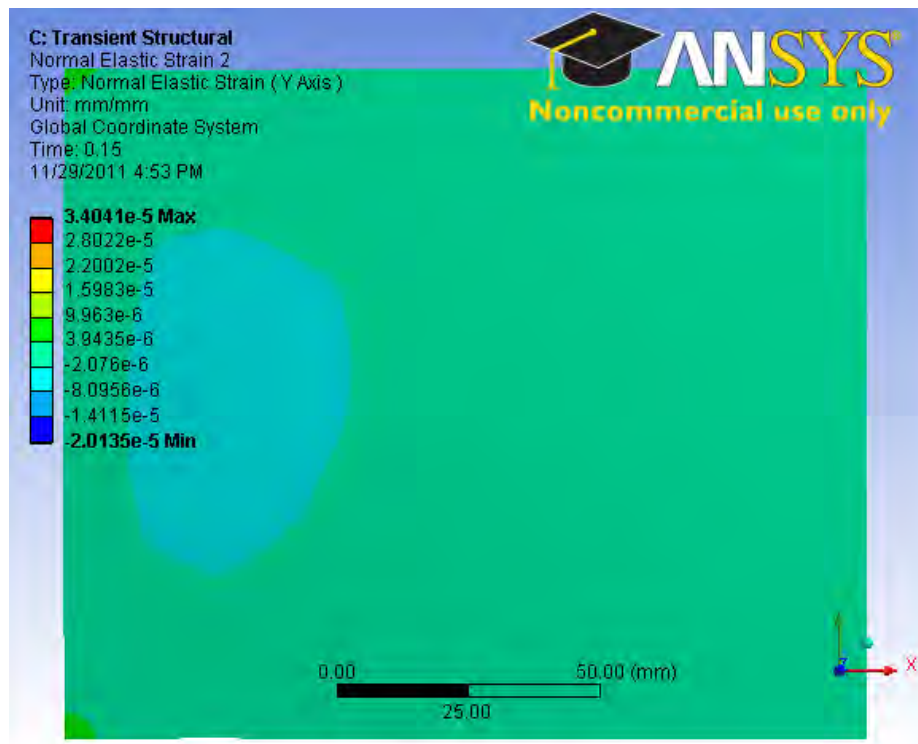 C: Transient Structural
Normal Elastic Strain 2
Type: Normal Elastic Strain ( Y Axis )
Unit: mm/mm
Global Coordinate System
Time: 0.15
11/29/2011 4:53 PM
ANSYS
Noncommercial use only
3.4041e-5 Max
2.8022e-5
2.2002e-5
1.5983e-5
9.963e-6
3.9435e-6
-2.076e-6
-8.0956e-6
-1.4115e-5
-2.0135e-5 Min
0.00
50.00 (mm)
25.00
X